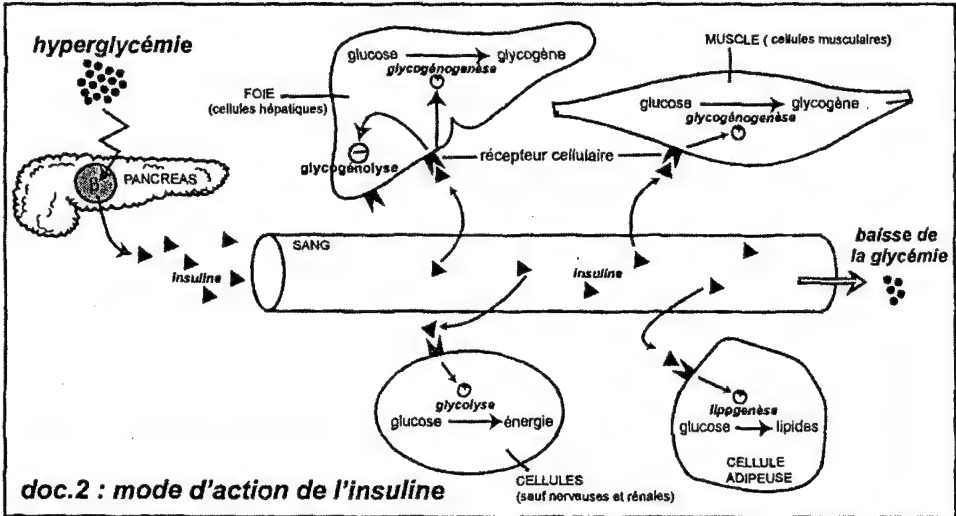 hyperglycémie
glucose glycogène
glycogénogenèse
FOIE
(cellules hépatiques)
glycogénolyse
MUSCLE ( cellules musculaires)
glucose glycogène
glycogénogenèse
récepteur cellulaire
B
PANCREAS
insuline
SANG
insuline
baisse de
la glycémie
glycolyse
glucose énergie
CELLULES
(sauf nerveuses et rénales)
lipogenèse
glucose lipides
CELLULE
ADIPEUSE
doc.2 : mode d'action de l'insuline